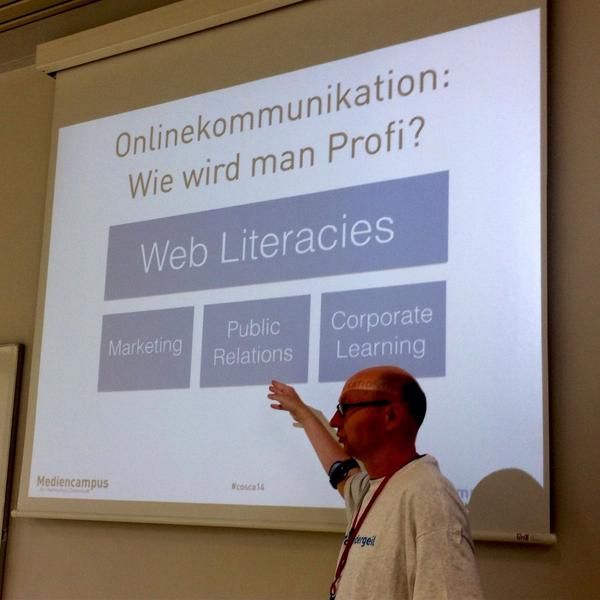 Onlinekommunikation:
Wie wird man Profi?
Web Literacies
Marketing
Public
Relations
Corporate
Learning
Mediencampus
#cosca14